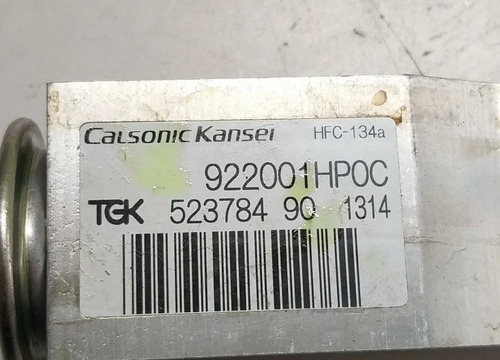 Calsonic Kansei HFC-134a
922001HP0C
TGK 523784 90 1314